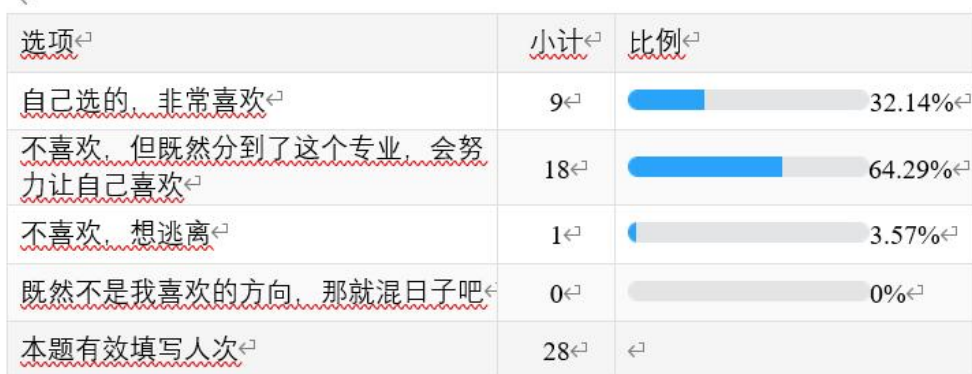 选项 小计 比例
自己选的，非常喜欢 9 32.14%
不喜欢，但既然分到了这个专业，会努
力让自己喜欢 18 64.29%
不喜欢，想逃离 1 3.57%
既然不是我喜欢的方向，那就混日子吧 0 0%
本题有效填写人次 28